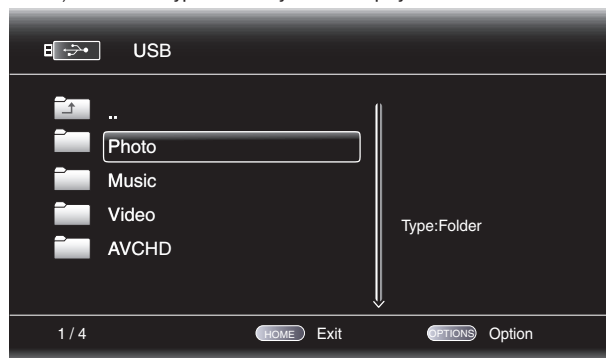 USB
..
Photo
Music
Video
AVCHD
Type:Folder
1 / 4
HOME Exit
OPTIONS Option